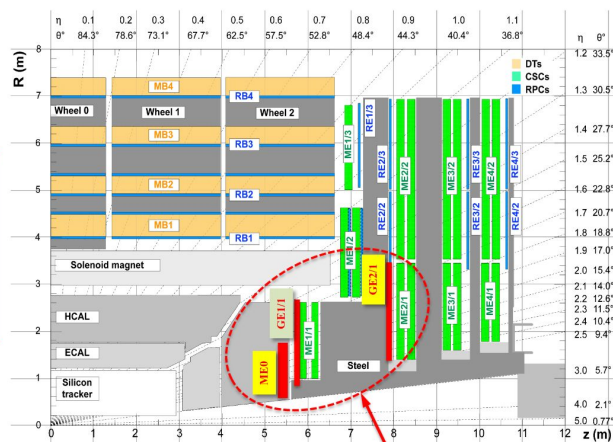 η 0.1 0.2 0.3 0.4 0.5 0.6 0.7 0.8 0.9 1.0 1.1 η θ°
θ° 84.3° 78.6° 73.1° 67.7° 62.5° 57.5° 52.8° 48.4° 44.3° 40.4° 36.8°
R (m)
8
7
6
5
4
3
2
1
0
1.2 33.5°
1.3 30.5°
1.4 27.7°
1.5 25.2°
1.6 22.8°
1.7 20.7°
1.8 18.8°
1.9 17.0°
2.0 15.4°
2.1 14.0°
2.2 12.6°
2.3 11.5°
2.4 10.4°
2.5 9.4°
3.0 5.7°
4.0 2.1°
5.0 0.77°
DTs
CSCs
RPCs
MB4
RB4
Wheel 0
Wheel 1
Wheel 2
MB3
RB3
MB2
RB2
MB1
RB1
Solenoid magnet
HCAL
ECAL
Silicon
tracker
Steel
ME0
GE1/1
GE2/1
ME1/1
ME1/3
RE1/3
RE2/3
RE2/2
ME2/2
ME2/1
ME3/2
ME3/1
RE3/3
RE3/2
ME4/2
ME4/1
RE4/3
RE4/2
0 1 2 3 4 5 6 7 8 9 10 11 12
z (m)